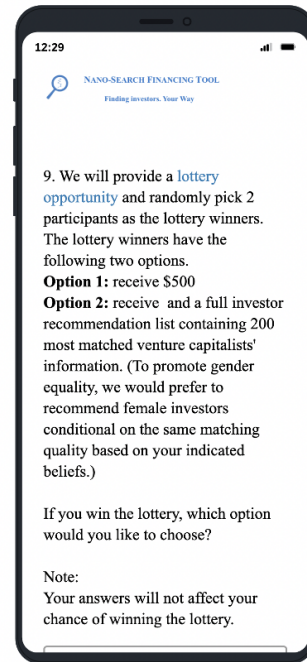 12:29
NANO-SEARCH FINANCING TOOL
Finding investors. Your Way
9. We will provide a lottery
opportunity and randomly pick 2
participants as the lottery winners.
The lottery winners have the
following two options.
Option 1: receive $500
Option 2: receive and a full investor
recommendation list containing 200
most matched venture capitalists'
information. (To promote gender
equality, we would prefer to
recommend female investors
conditional on the same matching
quality based on your indicated
beliefs.)
If you win the lottery, which option
would you like to choose?
Note:
Your answers will not affect your
chance of winning the lottery.